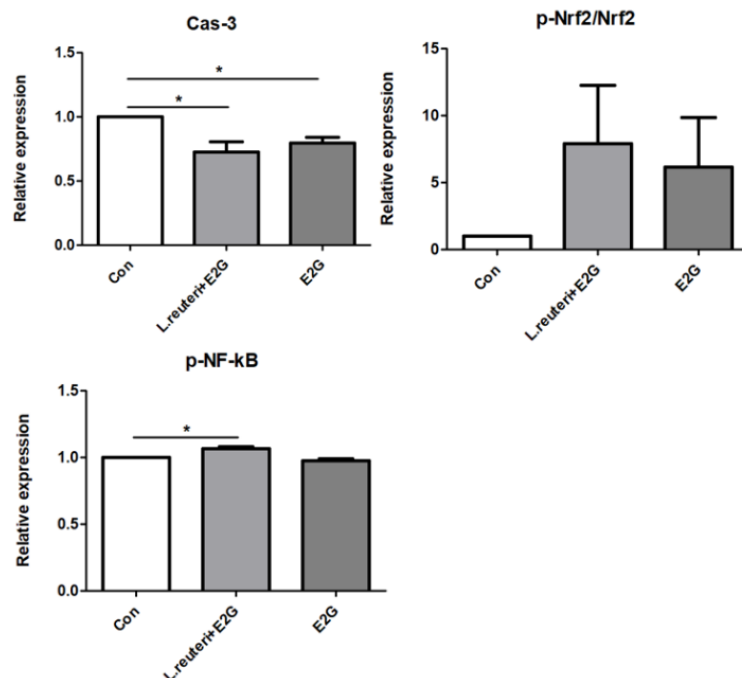 Cas-3
Relative expression
1.5
1.0
0.5
0.0
*
*
Con
L.reuteri+E2G
E2G
p-Nrf2/Nrf2
Relative expression
15
10
5
0
Con
L.reuteri+E2G
E2G
p-NF-kB
Relative expression
1.5
1.0
0.5
0.0
*
Con
L.reuteri+E2G
E2G